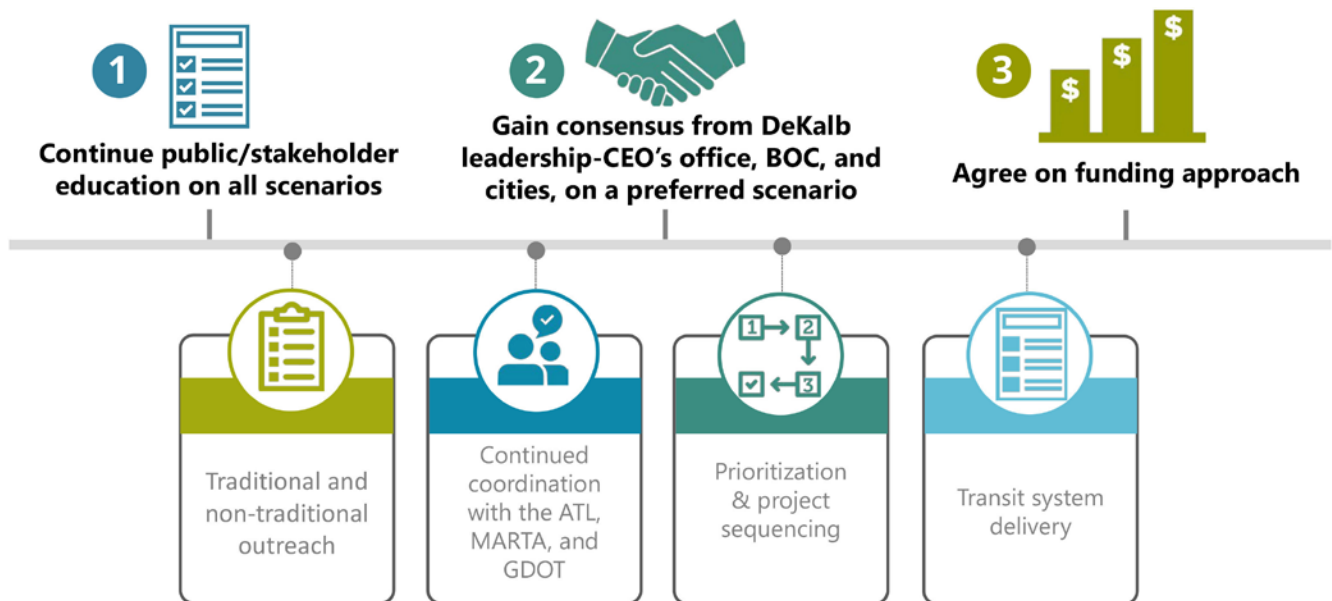 1
Continue public/stakeholder
education on all scenarios
2
Gain consensus from DeKalb
leadership-CEO’s office, BOC, and
cities, on a preferred scenario
3
$ $ $
Agree on funding approach
Traditional and
non-traditional
outreach
Continued
coordination
with the ATL,
MARTA, and
GDOT
1 2
3
Prioritization
& project
sequencing
Transit system
delivery